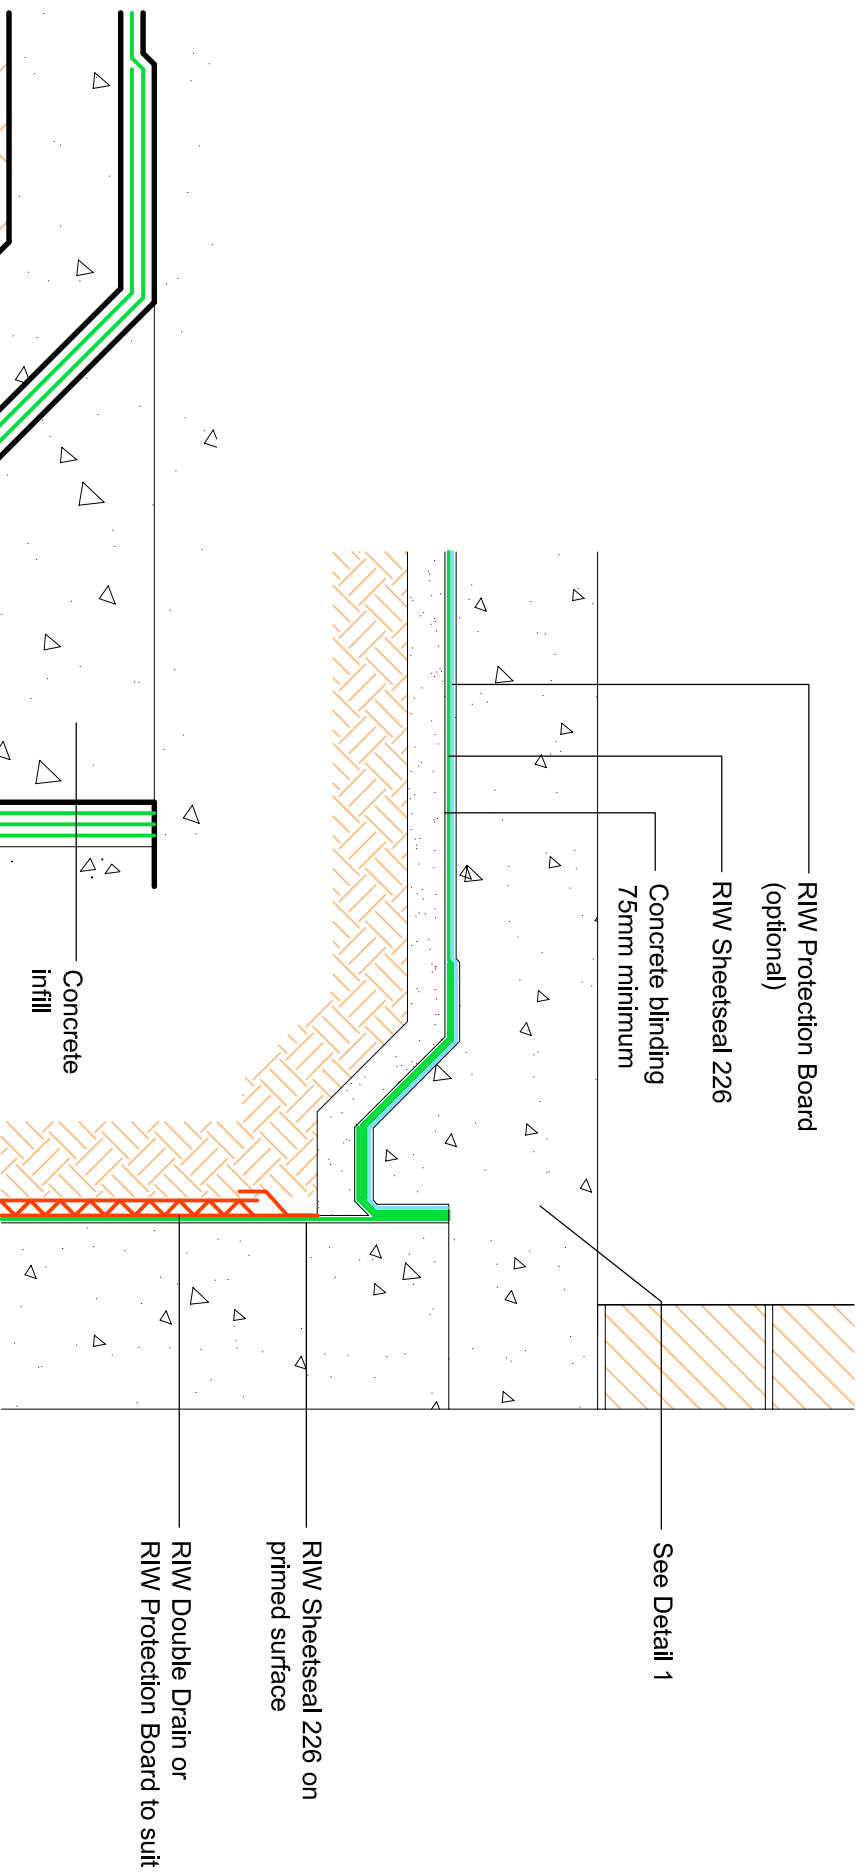 RIW Protection Board
(optional)
RIW Sheetseal 226
Concrete blinding
75mm minimum
Concrete
infill
See Detail 1
RIW Sheetseal 226 on
primed surface
RIW Double Drain or
RIW Protection Board to suit